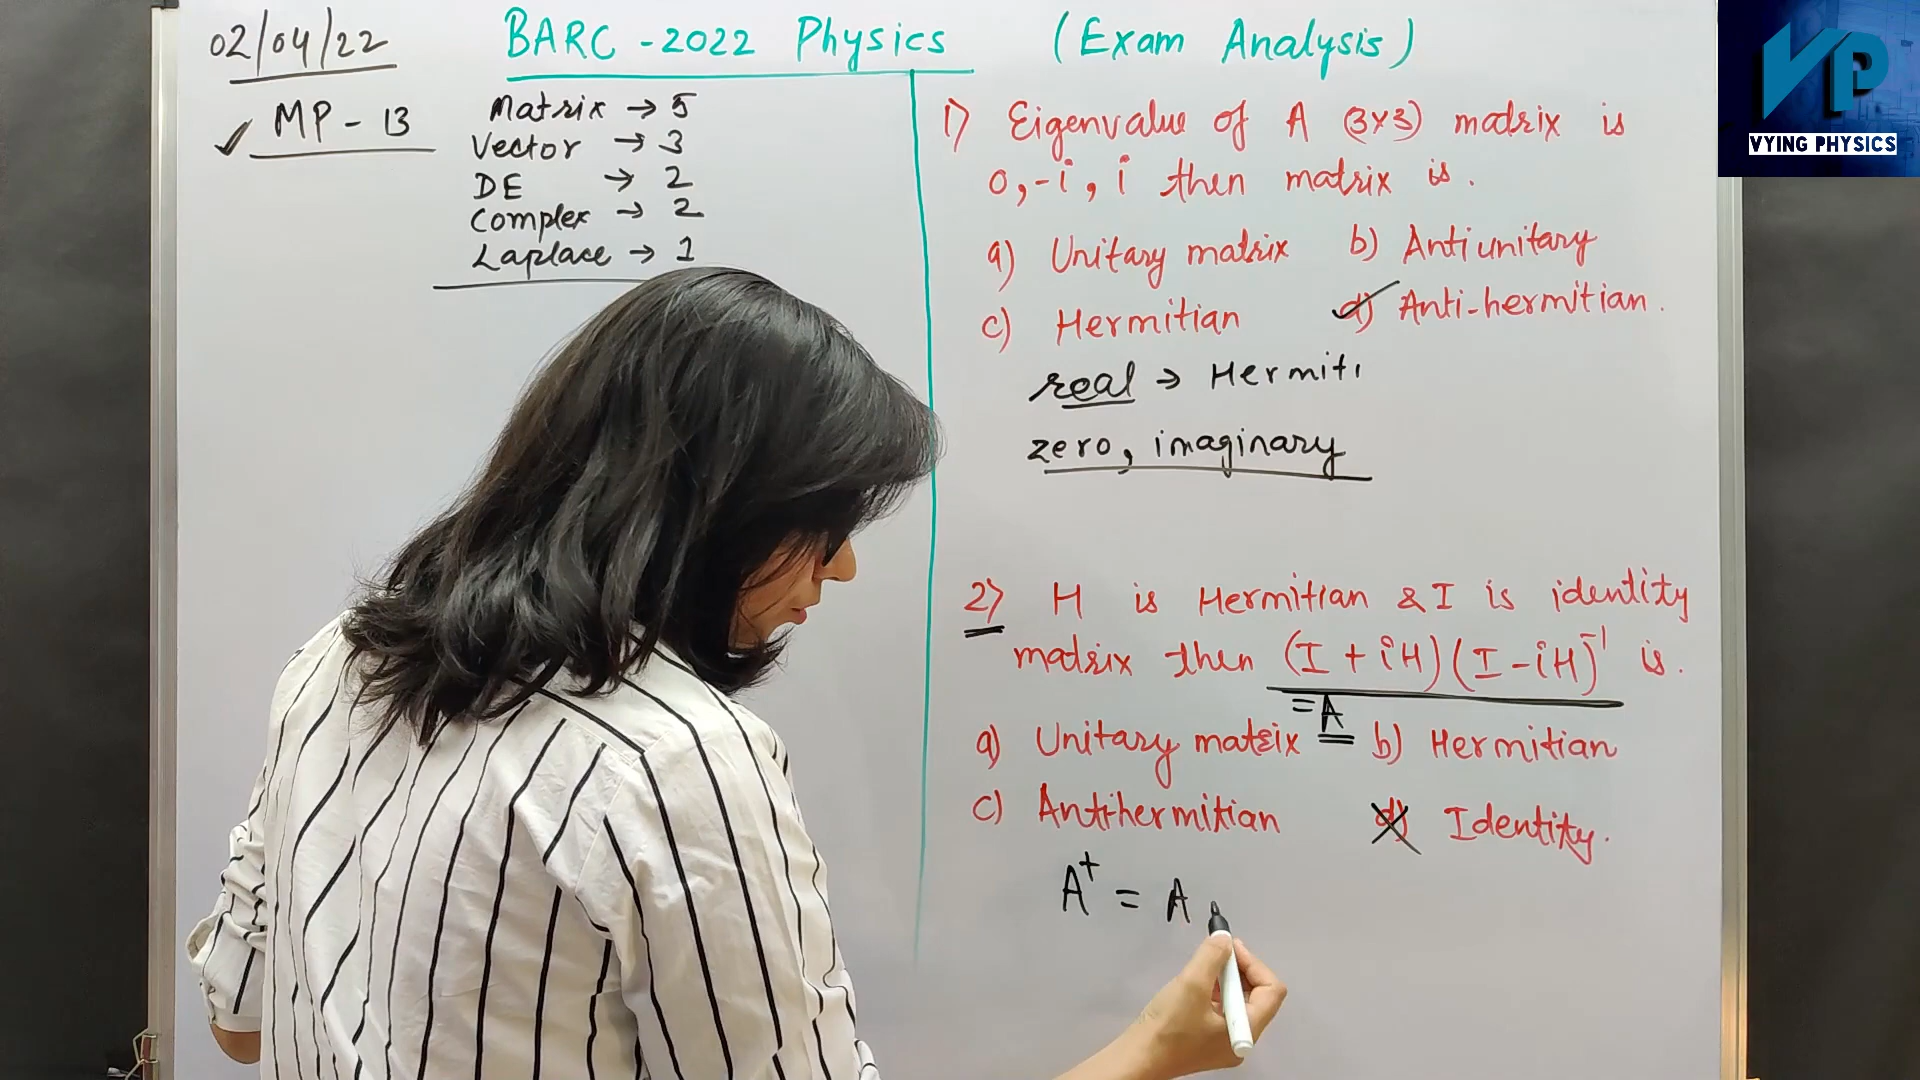 02/04/22
BARC - 2022 Physics (Exam Analysis)
MP - 13
Matrix → 5
Vector → 3
DE → 2
Complex → 2
Laplace → 1
1) Eigenvalue of A (3×3) matrix is
0, -i, i then matrix is.
a) Unitary matrix b) Antiunitary
c) Hermitian d) Anti-hermitian.
real → Hermiti
zero, imaginary
2) H is Hermitian & I is identity
matrix then (I + iH)(I - iH)⁻¹ is.
= A
a) Unitary matrix b) Hermitian
c) Antihermitian d) Identity.
A† = A
VP
VYING PHYSICS